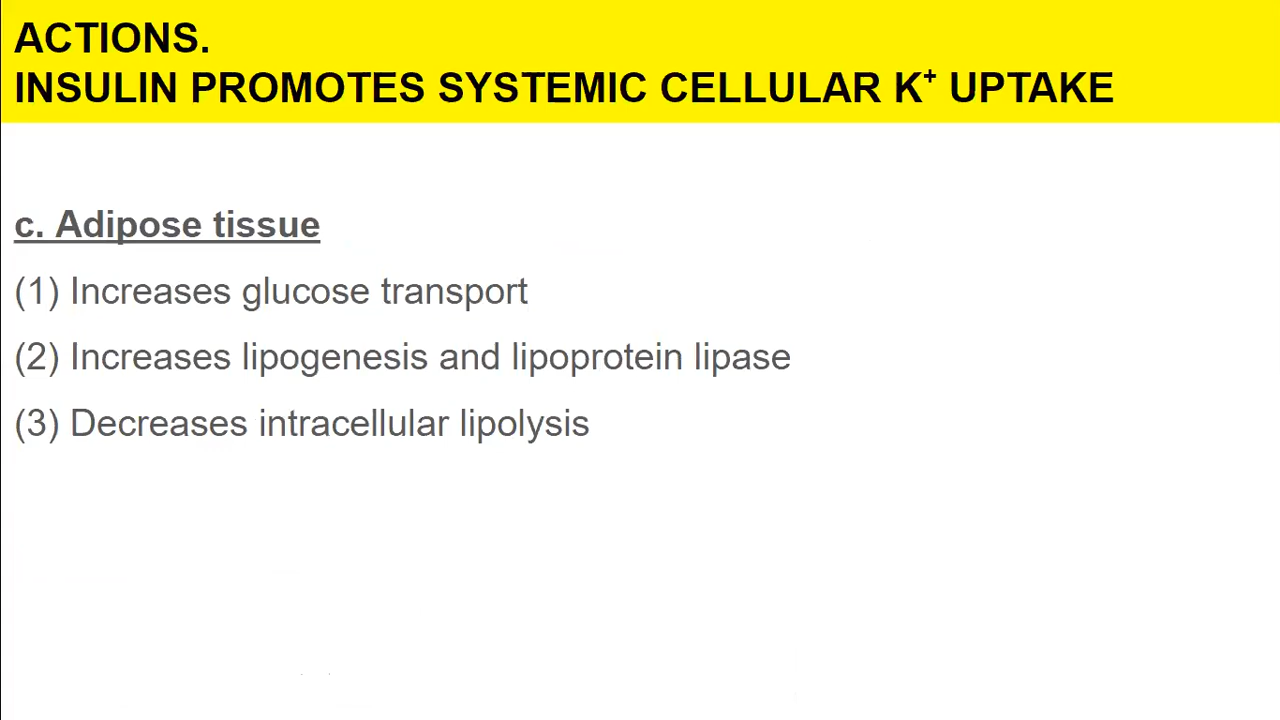 ACTIONS.
INSULIN PROMOTES SYSTEMIC CELLULAR K⁺ UPTAKE
c. Adipose tissue
(1) Increases glucose transport
(2) Increases lipogenesis and lipoprotein lipase
(3) Decreases intracellular lipolysis